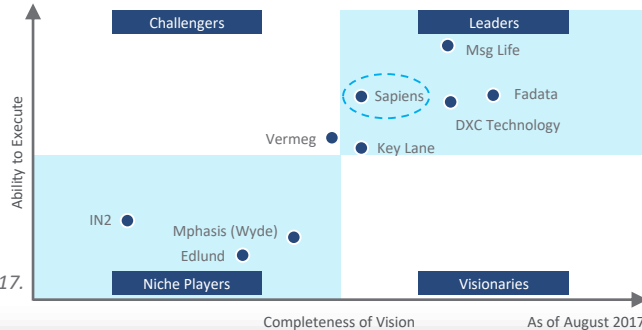 Challengers
Leaders
Msg Life
Sapiens
Fadata
DXC Technology
Vermeg
Key Lane
Ability to Execute
IN2
Mphasis (Wyde)
Edlund
17.
Niche Players
Visionaries
Completeness of Vision
As of August 2017